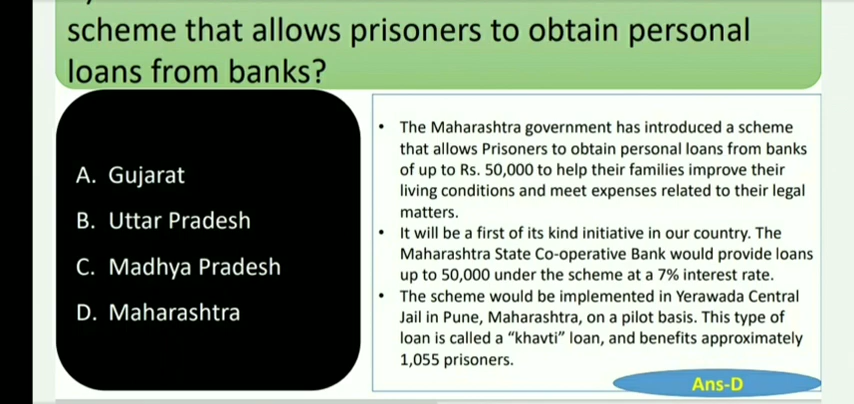 scheme that allows prisoners to obtain personal
loans from banks?
A. Gujarat
B. Uttar Pradesh
C. Madhya Pradesh
D. Maharashtra
• The Maharashtra government has introduced a scheme
that allows Prisoners to obtain personal loans from banks
of up to Rs. 50,000 to help their families improve their
living conditions and meet expenses related to their legal
matters.
• It will be a first of its kind initiative in our country. The
Maharashtra State Co-operative Bank would provide loans
up to 50,000 under the scheme at a 7% interest rate.
• The scheme would be implemented in Yerawada Central
Jail in Pune, Maharashtra, on a pilot basis. This type of
loan is called a “khavti” loan, and benefits approximately
1,055 prisoners.
Ans-D